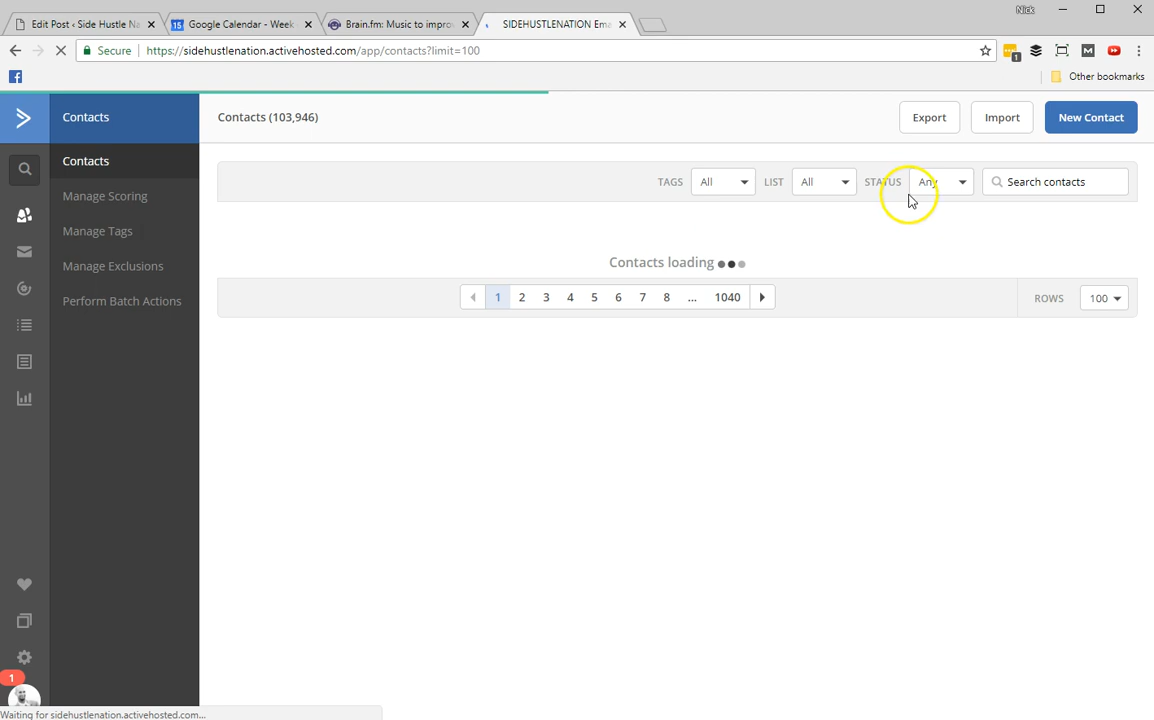 Nick
Edit Post ‹ Side Hustle Na
15 Google Calendar - Week
Brain.fm: Music to improv
SIDEHUSTLENATION Ema
Secure https://sidehustlenation.activehosted.com/app/contacts?limit=100
1 M
Other bookmarks
Contacts
Contacts (103,946)
Export
Import
New Contact
Contacts
Manage Scoring
Manage Tags
Manage Exclusions
Perform Batch Actions
TAGS All LIST All STATUS Any Search contacts
Contacts loading
1 2 3 4 5 6 7 8 ... 1040
ROWS 100
1
Waiting for sidehustlenation.activehosted.com...